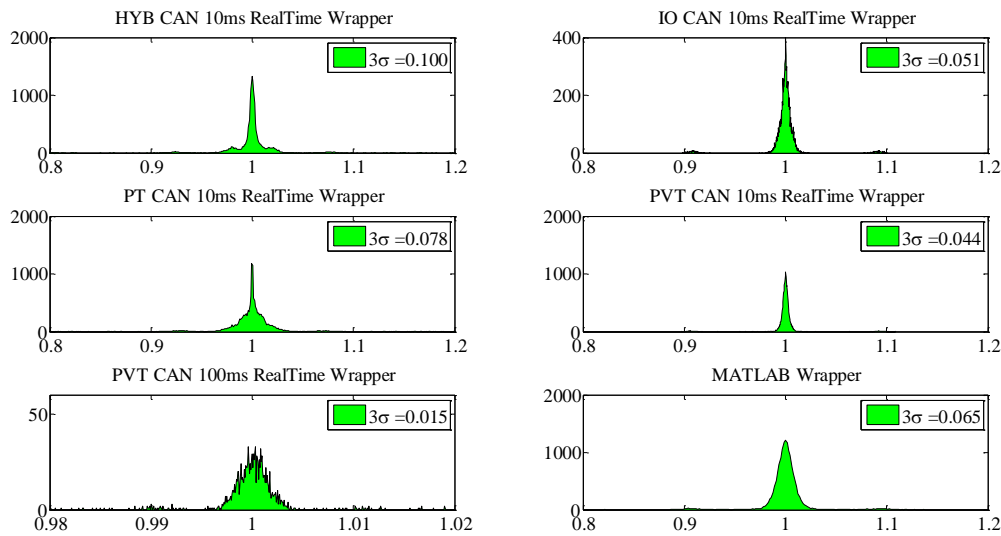 HYB CAN 10ms RealTime Wrapper
2000
1000
0
0.8 0.9 1 1.1 1.2
3σ =0.100
IO CAN 10ms RealTime Wrapper
400
200
0
0.8 0.9 1 1.1 1.2
3σ =0.051
PT CAN 10ms RealTime Wrapper
2000
1000
0
0.8 0.9 1 1.1 1.2
3σ =0.078
PVT CAN 10ms RealTime Wrapper
2000
1000
0
0.8 0.9 1 1.1 1.2
3σ =0.044
PVT CAN 100ms RealTime Wrapper
50
0
0.98 0.99 1 1.01 1.02
3σ =0.015
MATLAB Wrapper
2000
1000
0
0.8 0.9 1 1.1 1.2
3σ =0.065